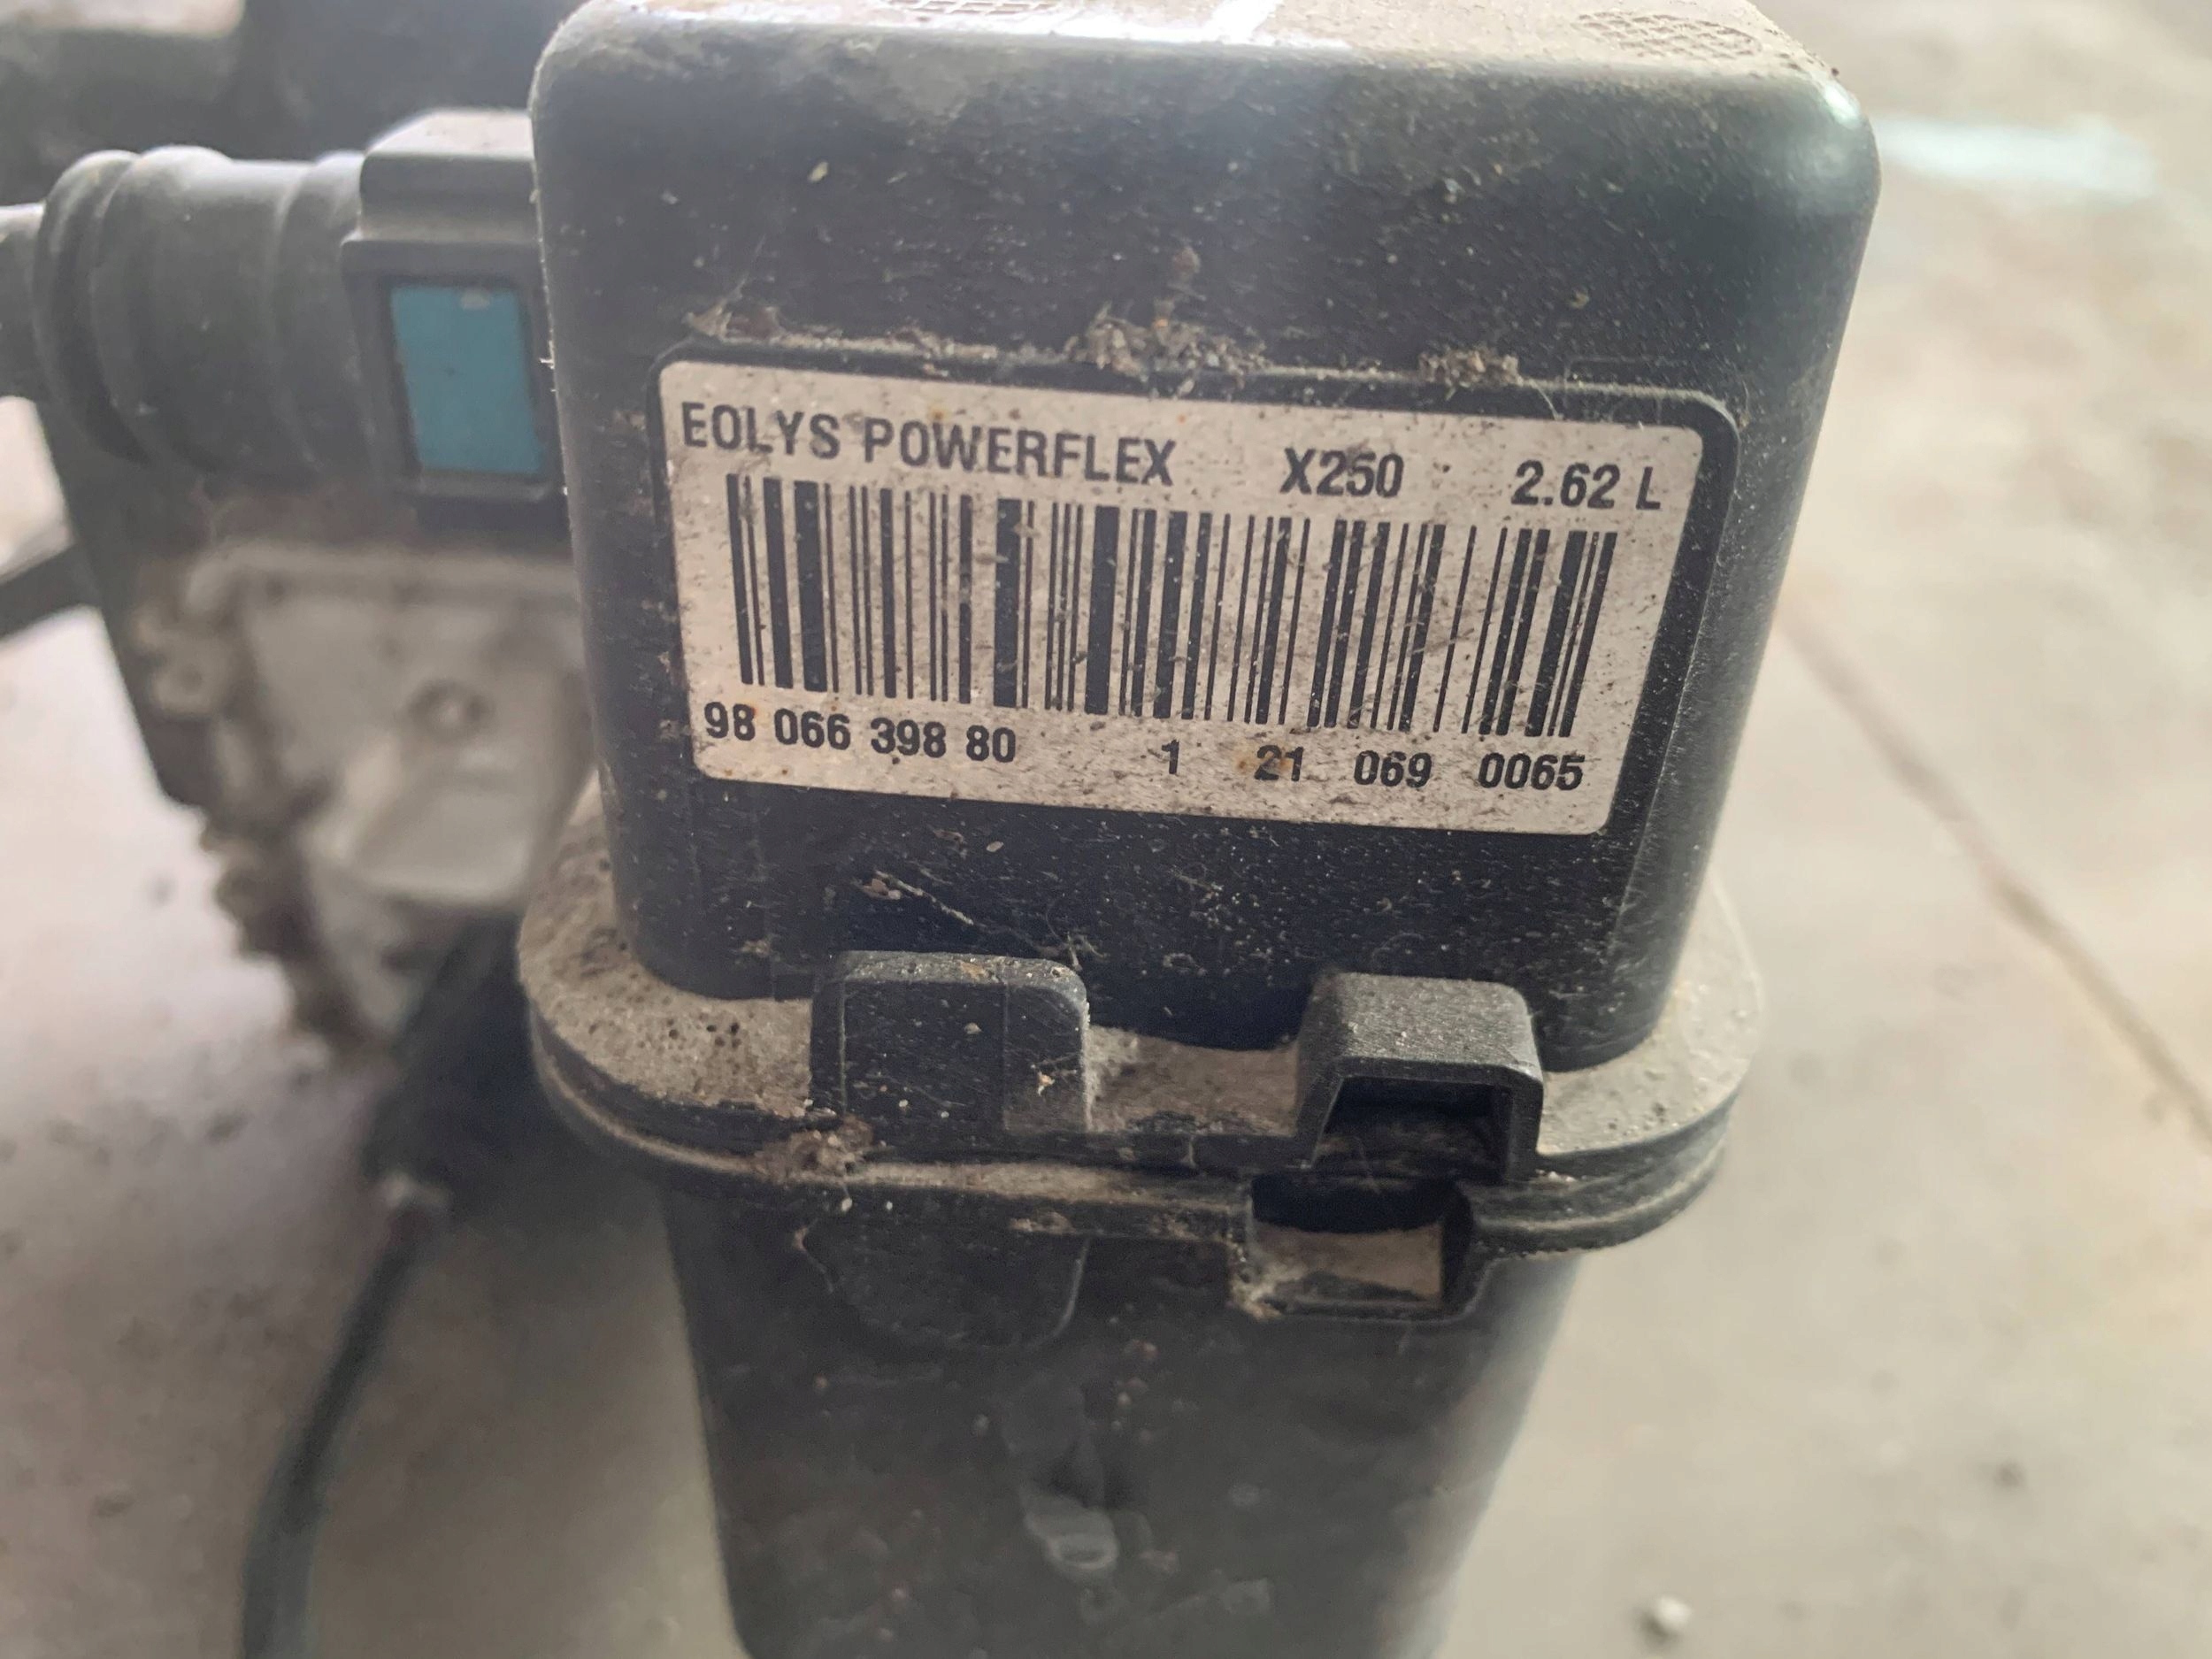 EOLYS POWERFLEX X250 2.62 L
98 066 398 80 1 21 069 0065